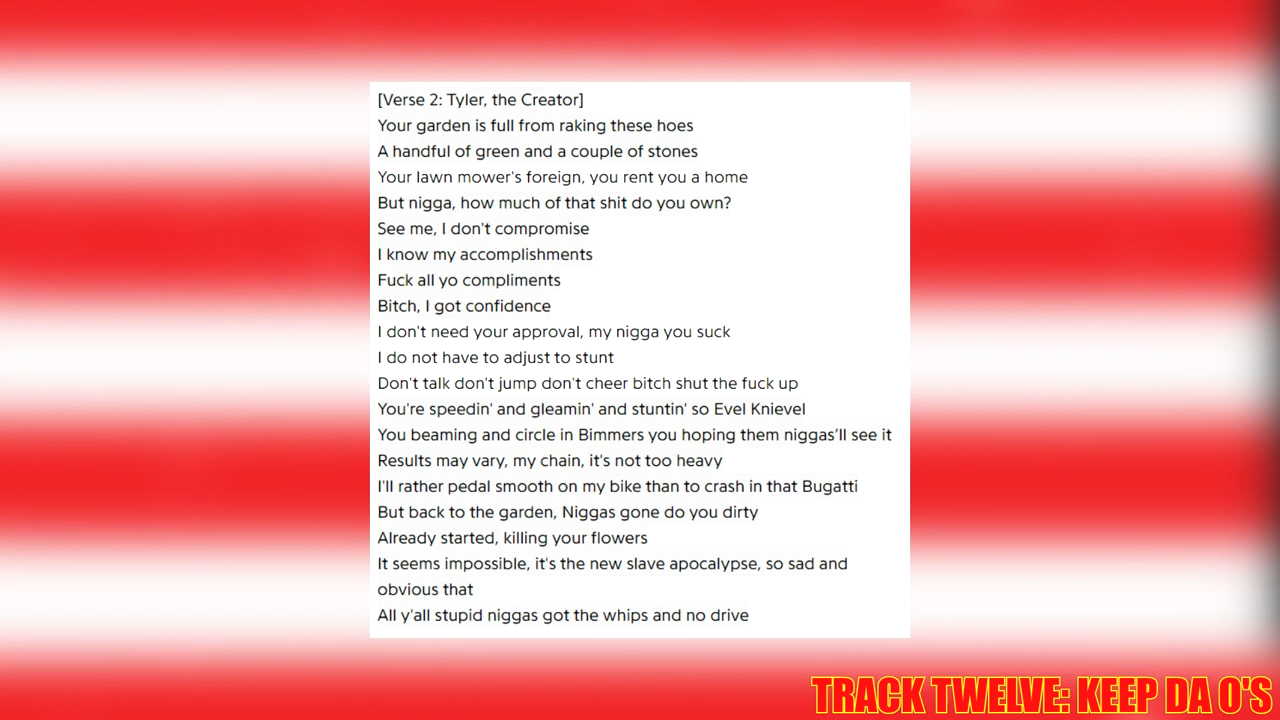 [Verse 2: Tyler, the Creator]
Your garden is full from raking these hoes
A handful of green and a couple of stones
Your lawn mower's foreign, you rent you a home
But nigga, how much of that shit do you own?
See me, I don't compromise
I know my accomplishments
Fuck all yo compliments
Bitch, I got confidence
I don't need your approval, my nigga you suck
I do not have to adjust to stunt
Don't talk don't jump don't cheer bitch shut the fuck up
You're speedin' and gleamin' and stuntin' so Evel Knievel
You beaming and circle in Bimmers you hoping them niggas’ll see it
Results may vary, my chain, it's not too heavy
I'll rather pedal smooth on my bike than to crash in that Bugatti
But back to the garden, Niggas gone do you dirty
Already started, killing your flowers
It seems impossible, it's the new slave apocalypse, so sad and
obvious that
All y'all stupid niggas got the whips and no drive
TRACK TWELVE: KEEP DA O'S